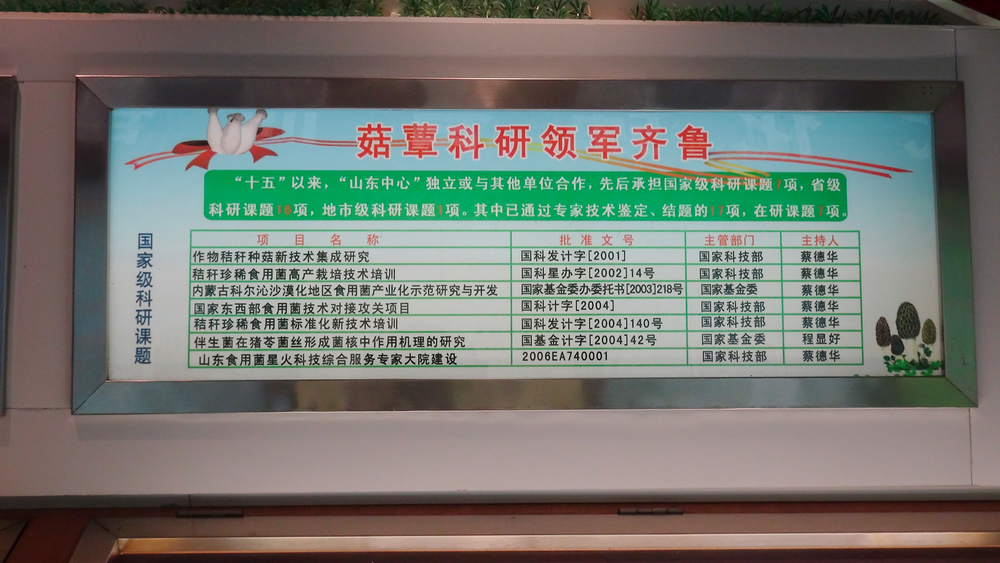 菇蕈科研领军齐鲁
“十五”以来，“山东中心”独立或与其他单位合作，先后承担国家级科研课题7项，省级
科研课题16项，地市级科研课题1项。其中已通过专家技术鉴定、结题的17项，在研课题7项。
国家级科研课题
项目名称 批准文号 主管部门 主持人
作物秸秆种菇新技术集成研究 国科发计字[2001] 国家科技部 蔡德华
秸秆珍稀食用菌高产栽培技术培训 国科星办字[2002]14号 国家科技部 蔡德华
内蒙古科尔沁沙漠化地区食用菌产业化示范研究与开发 国家基金委办委托书[2003]218号 国家基金委 蔡德华
国家东西部食用菌技术对接攻关项目 国科计字[2004] 国家科技部 蔡德华
秸秆珍稀食用菌标准化新技术培训 国科发计字[2004]140号 国家科技部 蔡德华
伴生菌在猪苓菌丝形成菌核中作用机理的研究 国基金计字[2004]42号 国家基金委 程显好
山东食用菌星火科技综合服务专家大院建设 2006EA740001 国家科技部 蔡德华